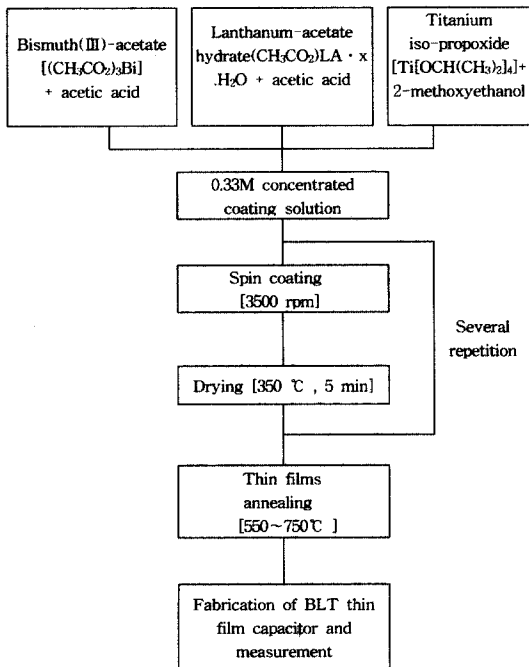 Bismuth(Ⅲ)-acetate
[(CH₃CO₂)₃Bi]
+ acetic acid
Lanthanum-acetate
hydrate(CH₃CO₂)LA · x
.H₂O + acetic acid
Titanium
iso-propoxide
[Ti[OCH(CH₃)₂]₄]+
2-methoxyethanol
0.33M concentrated
coating solution
Spin coating
[3500 rpm]
Several
repetition
Drying [350 ℃ , 5 min]
Thin films
annealing
[550~750℃ ]
Fabrication of BLT thin
film capacitor and
measurement